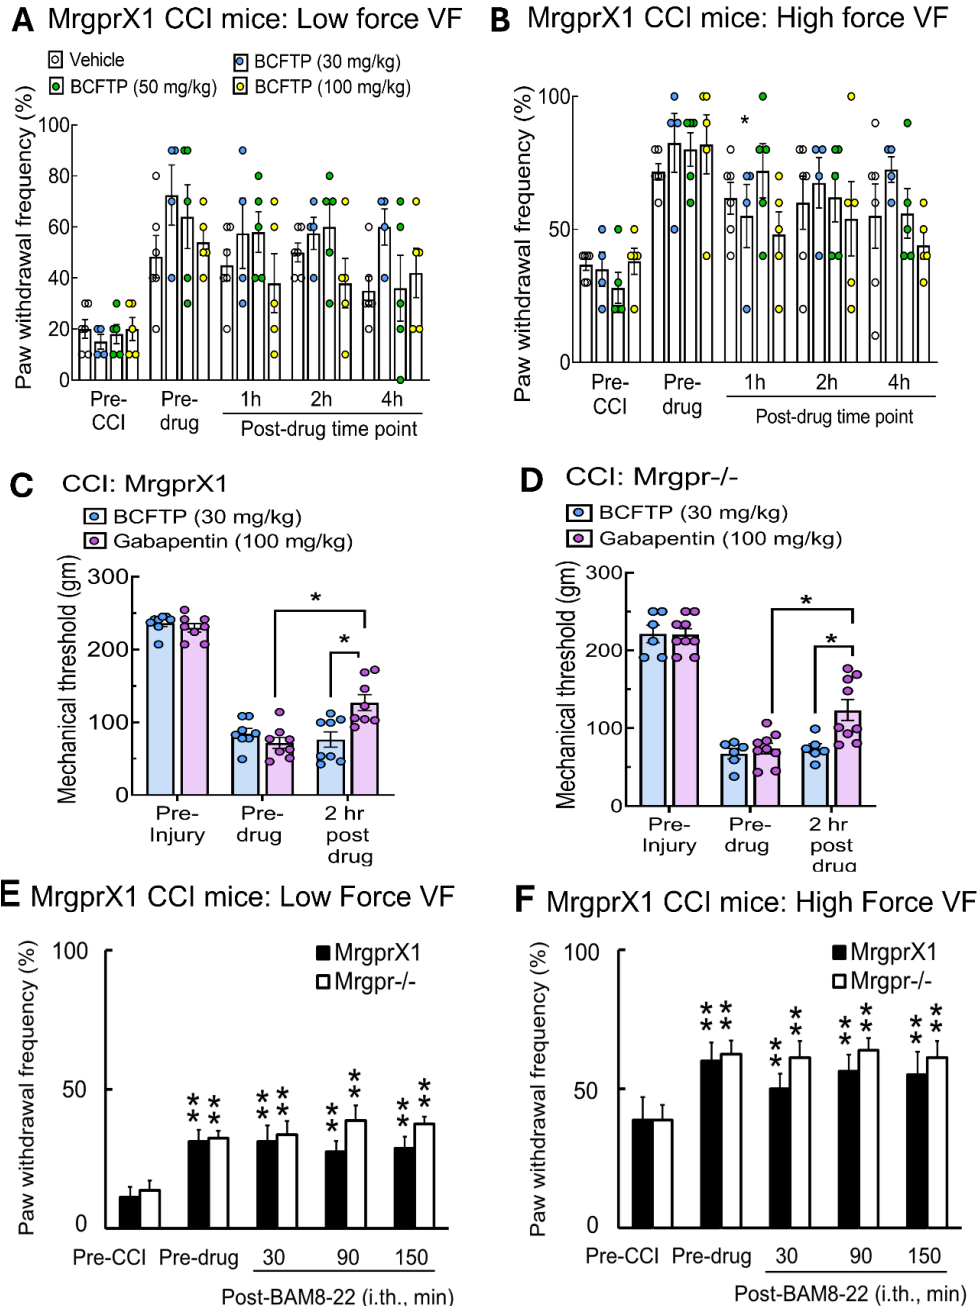 A MrgprX1 CCI mice: Low force VF
Vehicle
BCFTP (30 mg/kg)
BCFTP (50 mg/kg)
BCFTP (100 mg/kg)
Paw withdrawal frequency (%)
100
80
60
40
20
0
Pre-
CCI
Pre-
drug
1h
2h
4h
Post-drug time point
B MrgprX1 CCI mice: High force VF
Paw withdrawal frequency (%)
100
50
0
*
Pre-
CCI
Pre-
drug
1h
2h
4h
Post-drug time point
C CCI: MrgprX1
BCFTP (30 mg/kg)
Gabapentin (100 mg/kg)
Mechanical threshold (gm)
300
200
100
0
*
*
Pre-
Injury
Pre-
drug
2 hr
post
drug
D CCI: Mrgpr-/-
BCFTP (30 mg/kg)
Gabapentin (100 mg/kg)
Mechanical threshold (gm)
300
200
100
0
*
*
Pre-
Injury
Pre-
drug
2 hr
post
drug
E MrgprX1 CCI mice: Low Force VF
MrgprX1
Mrgpr-/-
Paw withdrawal frequency (%)
100
50
0
** ** ** ** ** ** ** **
Pre-CCI Pre-drug 30 90 150
Post-BAM8-22 (i.th., min)
F MrgprX1 CCI mice: High Force VF
MrgprX1
Mrgpr-/-
Paw withdrawal frequency (%)
100
50
0
** ** ** ** ** ** ** **
Pre-CCI Pre-drug 30 90 150
Post-BAM8-22 (i.th., min)